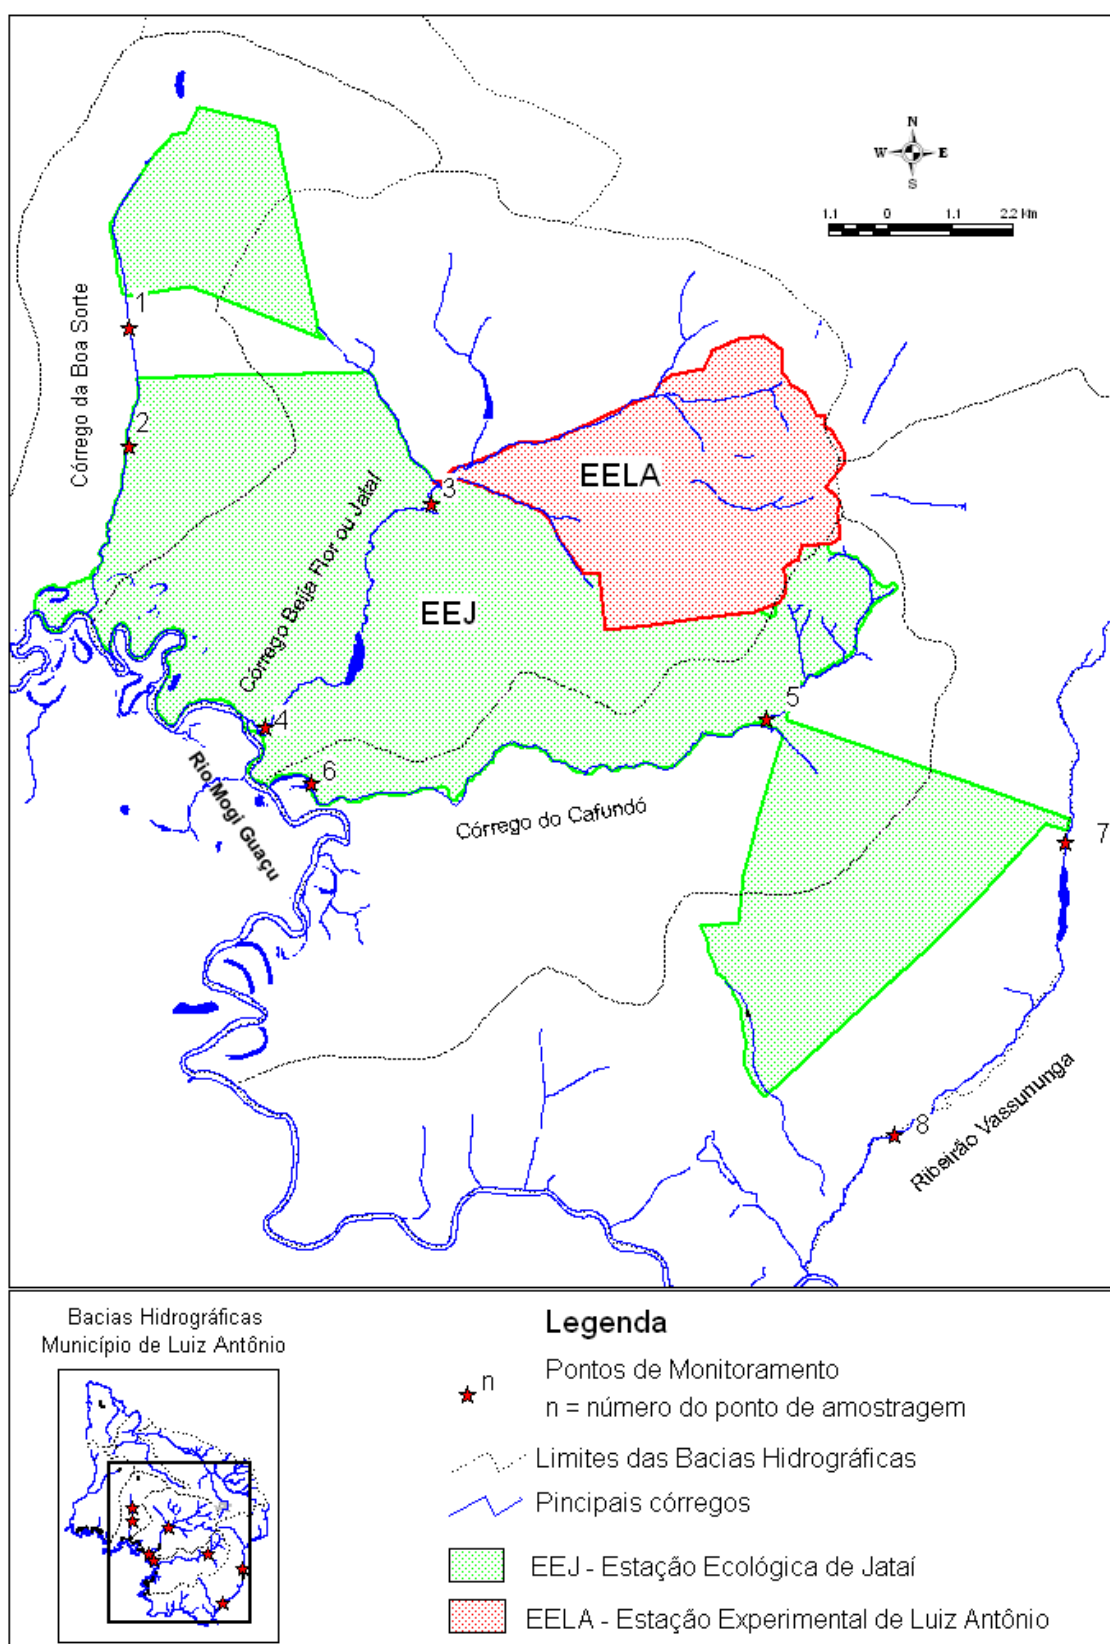 N
W E
S
1.1 0 1.1 2.2 km
1
Córrego da Boa Sorte
2
3
EELA
Córrego Beija Flor ou Jataí
EEJ
4
5
6
Rio Mogi Guaçu
Córrego do Cafundó
7
8
Ribeirão Vassununga
Bacias Hidrográficas
Município de Luiz Antônio
Legenda
n
Pontos de Monitoramento
n = número do ponto de amostragem
Limites das Bacias Hidrográficas
Pincipais córregos
EEJ - Estação Ecológica de Jataí
EELA - Estação Experimental de Luiz Antônio